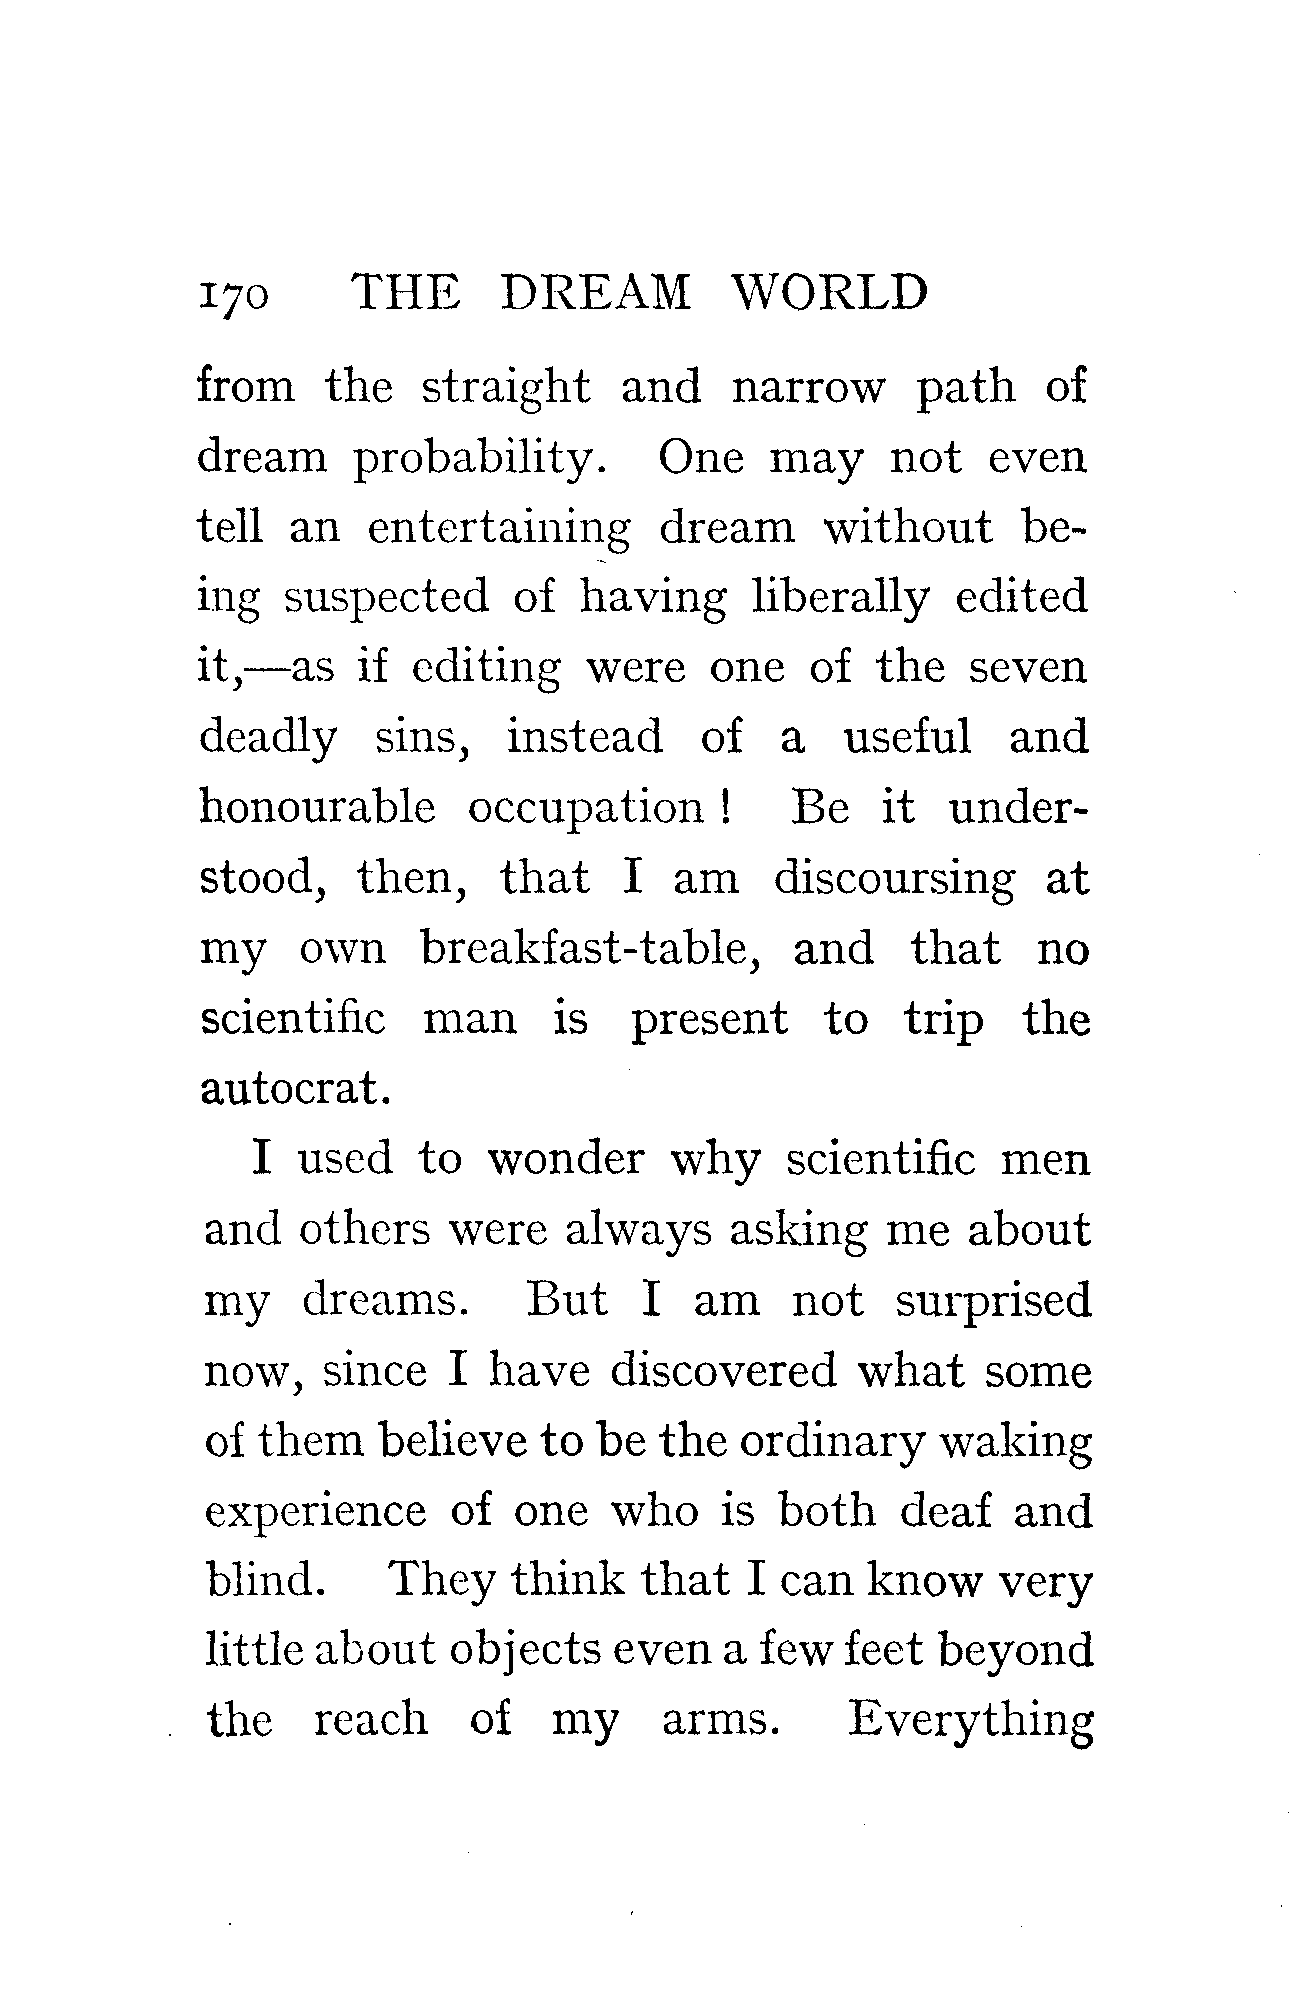 170 THE DREAM WORLD
from the straight and narrow path of
dream probability. One may not even
tell an entertaining dream without be-
ing suspected of having liberally edited
it,—as if editing were one of the seven
deadly sins, instead of a useful and
honourable occupation ! Be it under-
stood, then, that I am discoursing at
my own breakfast-table, and that no
scientific man is present to trip the
autocrat.
I used to wonder why scientific men
and others were always asking me about
my dreams. But I am not surprised
now, since I have discovered what some
of them believe to be the ordinary waking
experience of one who is both deaf and
blind. They think that I can know very
little about objects even a few feet beyond
the reach of my arms. Everything